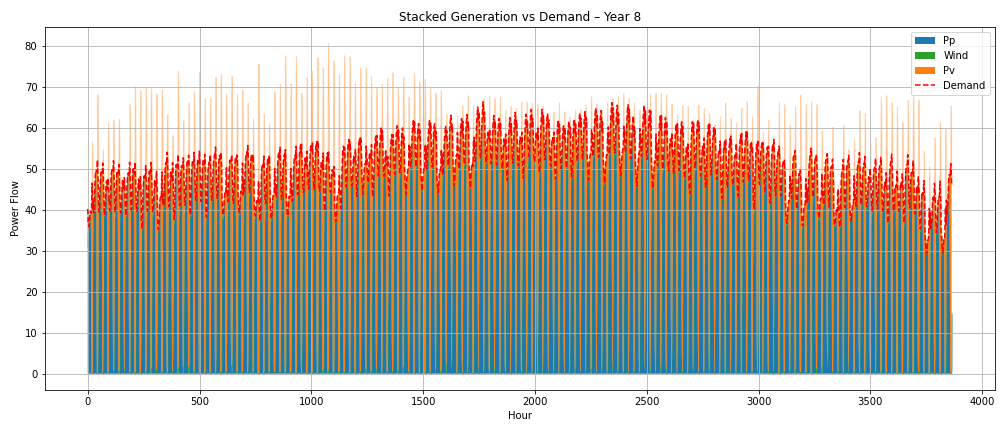 Stacked Generation vs Demand – Year 8
Pp
Wind
Pv
Demand
80
70
60
50
40
30
20
10
0
Power Flow
0 500 1000 1500 2000 2500 3000 3500 4000
Hour